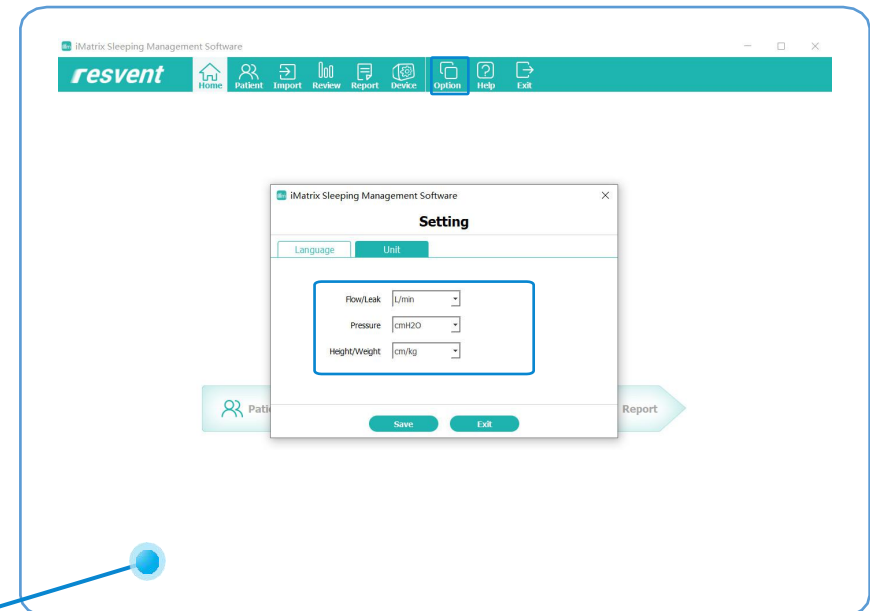 iMatrix Sleeping Management Software
resvent
Home Patient Import Review Report Device Option Help Exit
iMatrix Sleeping Management Software
Setting
Language Unit
Flow/Leak L/min
Pressure cmH2O
Height/Weight cm/kg
Patie Report
Save Exit